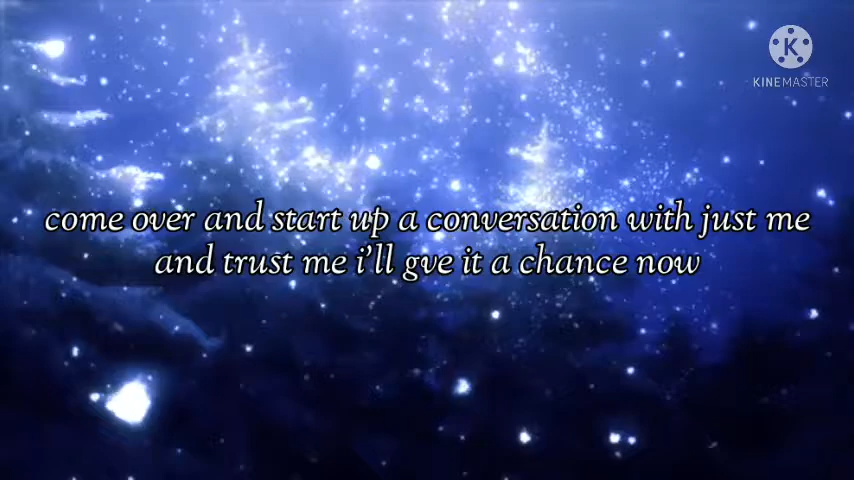 K
KINEMASTER
come over and start up a conversation with just me
and trust me i'll gve it a chance now